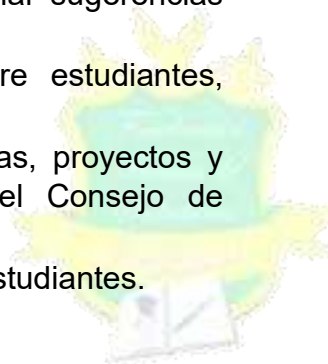 sugerencias
re estudiantes,
as, proyectos y
el Consejo de
studiantes.